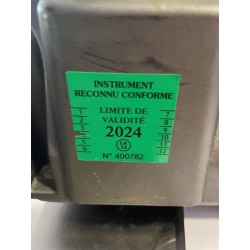 INSTRUMENT
RECONNU CONFORME
1 LIMITE DE 7
2 VALIDITÉ 8
3 2024 9
4 10
5 11
6 12
N° 400782